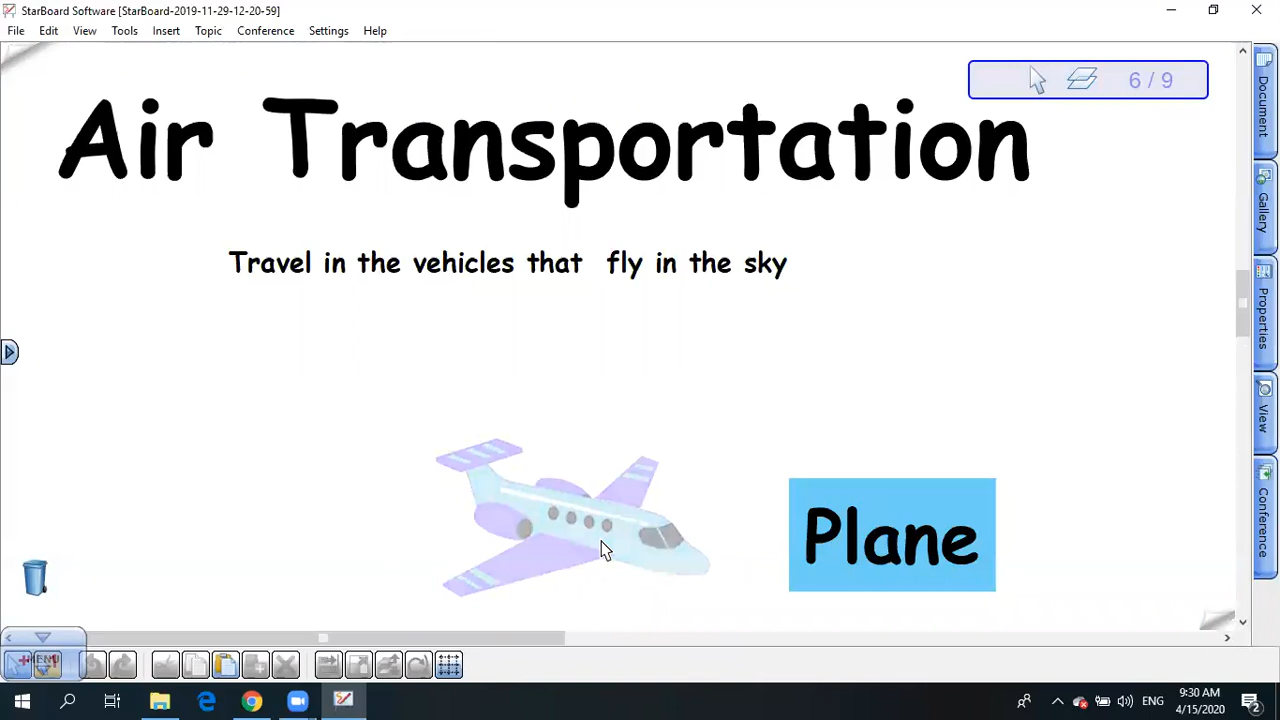 StarBoard Software [StarBoard-2019-11-29-12-20-59]
File Edit View Tools Insert Topic Conference Settings Help
6 / 9
Air Transportation
Travel in the vehicles that fly in the sky
Plane
Document
Gallery
Properties
View
Conference
MENU
ENG
9:30 AM
4/15/2020
2